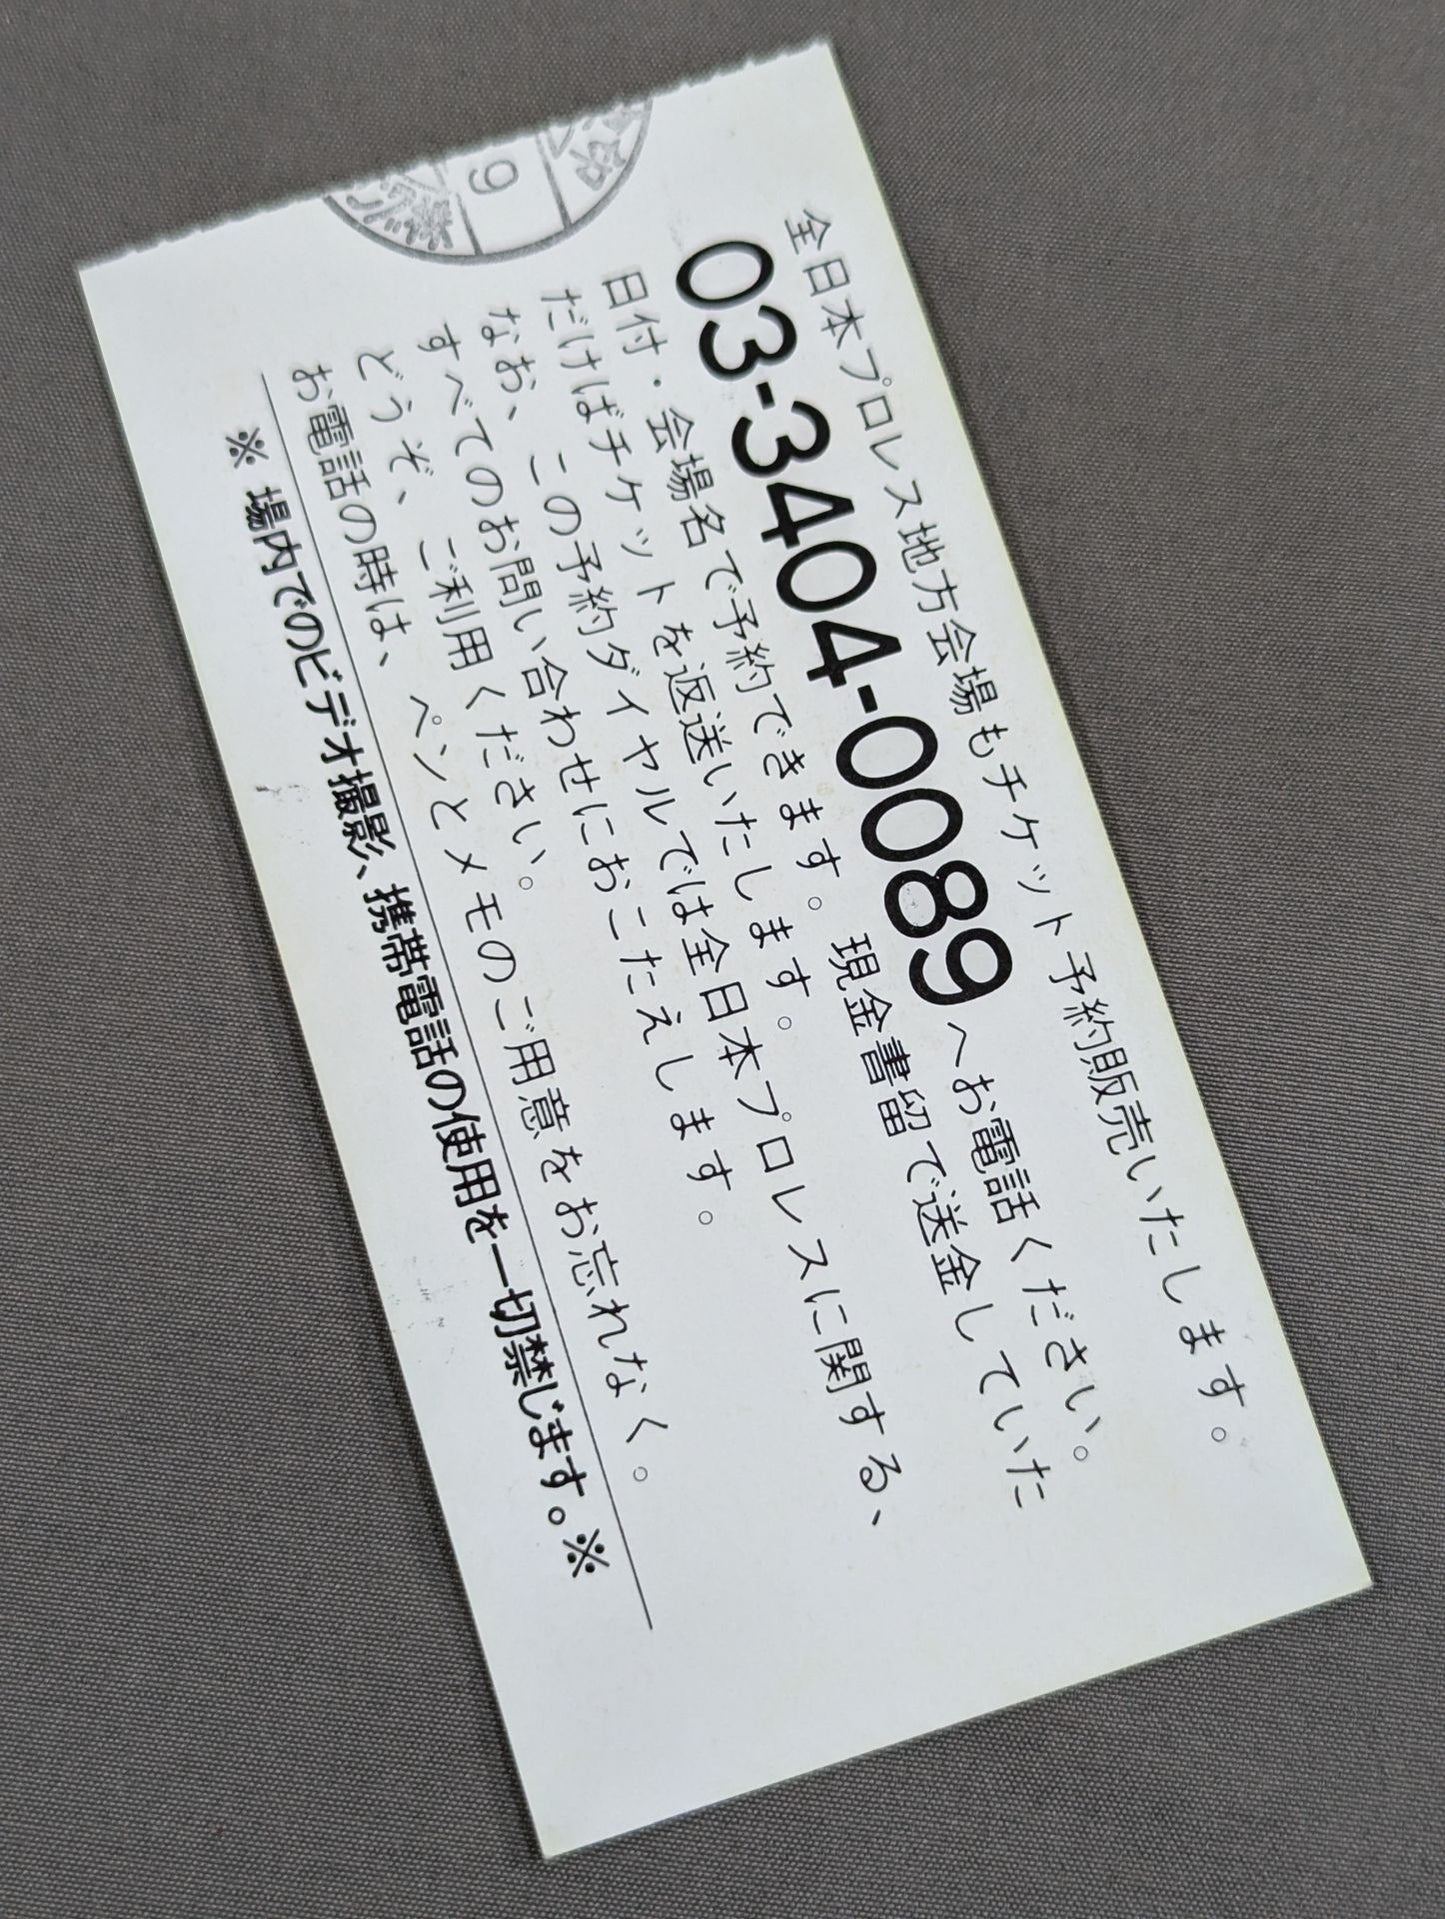 全日本プロレス地方会場もチケット予約販売いたします。
03-3404-0089へお電話ください。
日付・会場名で予約できます。現金書留で送金していた
だければチケットを返送いたします。
なお、この予約ダイヤルでは全日本プロレスに関する、
すべてのお問い合わせにおこたえします。
どうぞ、ご利用ください。
お電話の時は、ペンとメモのご用意をお忘れなく。
※ 場内でのビデオ撮影、携帯電話の使用を一切禁じます。※
9